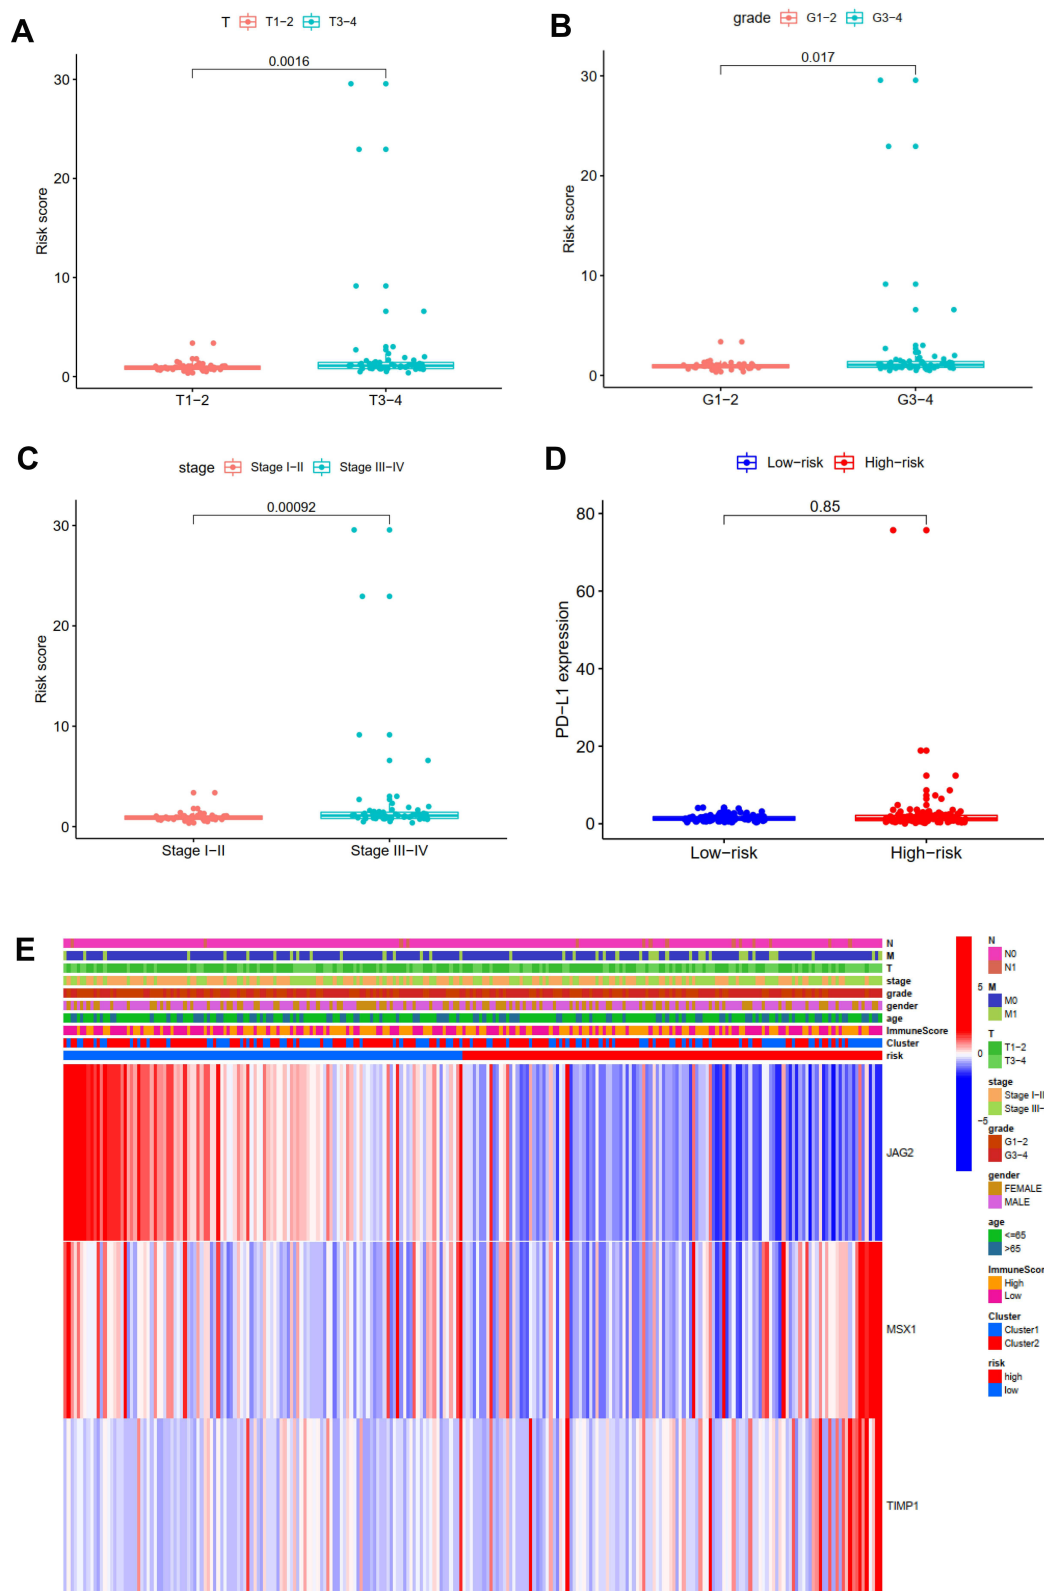 A
T T1−2 T3−4
0.0016
30
20
10
0
Risk score
T1−2 T3−4
B
grade G1−2 G3−4
0.017
30
20
10
0
Risk score
G1−2 G3−4
C
stage Stage I−II Stage III−IV
0.00092
30
20
10
0
Risk score
Stage I−II Stage III−IV
D
Low−risk High−risk
0.85
80
60
40
20
0
PD−L1 expression
Low−risk High−risk
E
N
M
T
stage
grade
gender
age
ImmuneScore
Cluster
risk
JAG2
MSX1
TIMP1
5
0
−5
N
N0
N1
M
M0
M1
T
T1−2
T3−4
stage
Stage I−II
Stage III−
grade
G1−2
G3−4
gender
FEMALE
MALE
age
<=65
>65
ImmuneScor
High
Low
Cluster
Cluster1
Cluster2
risk
high
low